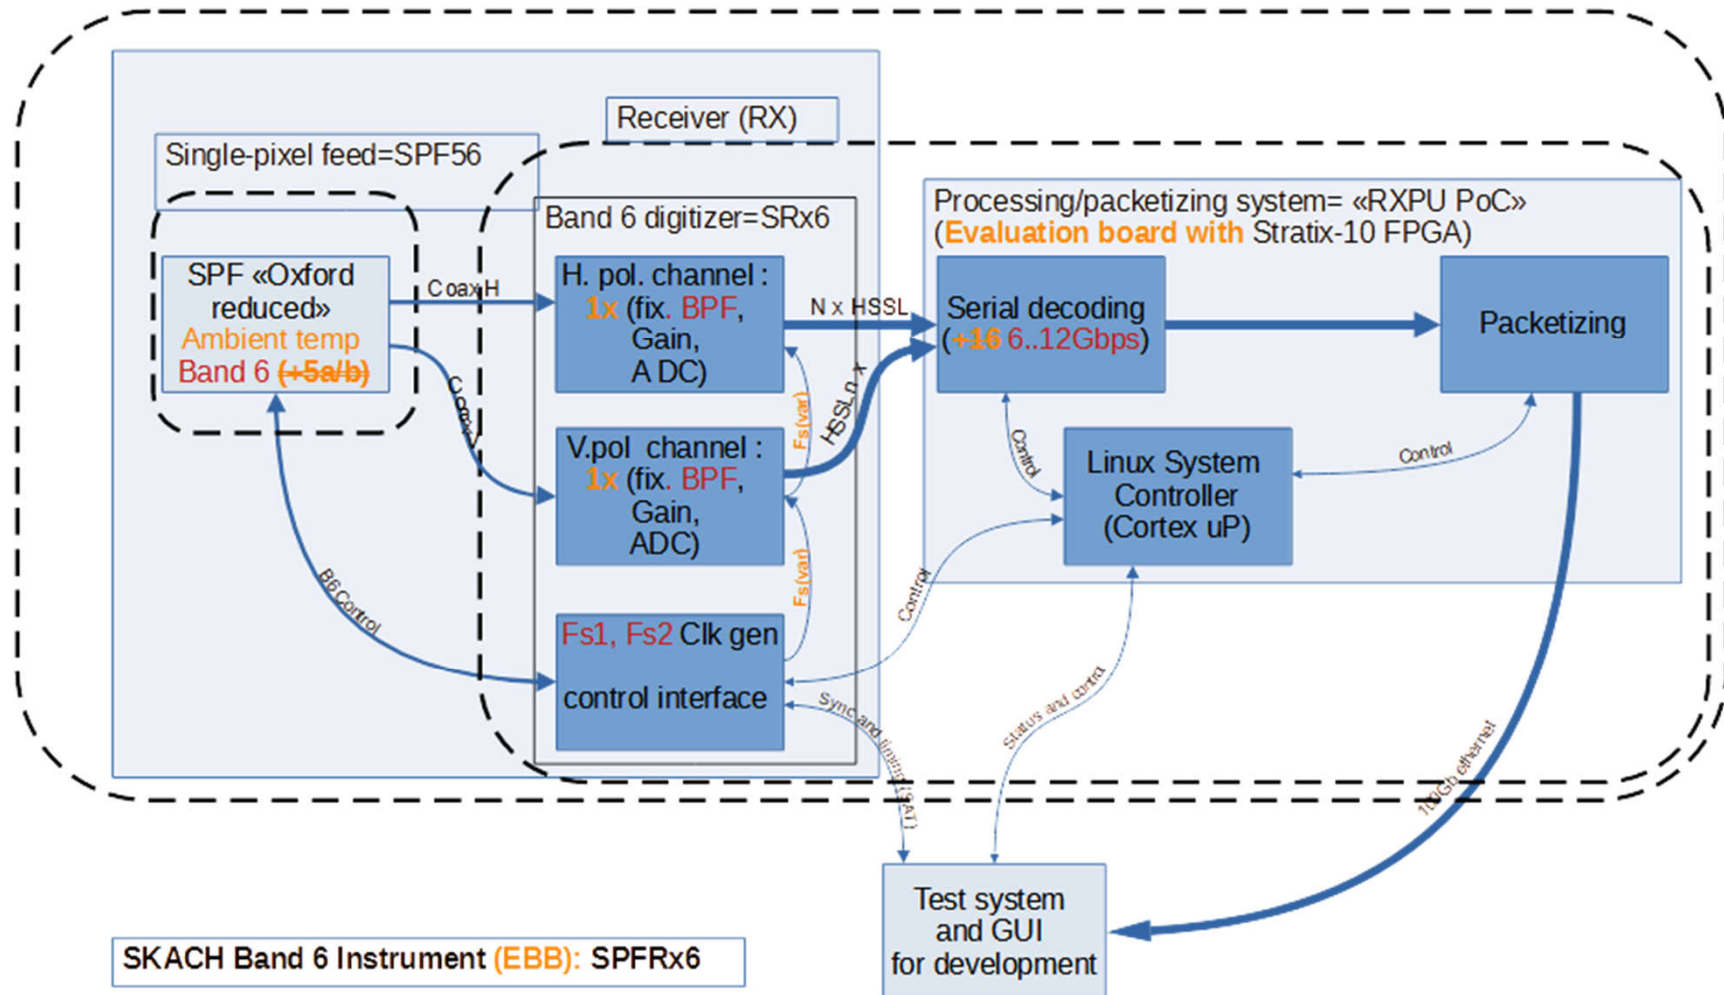 Receiver (RX)
Single-pixel feed=SPF56
Processing/packetizing system= «RXPU PoC»
(Evaluation board with Stratix-10 FPGA)
Band 6 digitizer=SRx6
SPF «Oxford
reduced»
Ambient temp
Band 6 (+5a/b)
Coax H
Coax V
B6 Control
H. pol. channel :
1x (fix. BPF,
Gain,
A DC)
V.pol channel :
1x (fix. BPF,
Gain,
ADC)
Fs1, Fs2 Clk gen
control interface
Fs(var)
Fs(var)
N x HSSL
HSSL n x
Serial decoding
(+16 6..12Gbps)
Packetizing
Linux System
Controller
(Cortex uP)
Control
Control
Control
Sync and timing (SAT)
Status and control
100Gb ethernet
Test system
and GUI
for development
SKACH Band 6 Instrument (EBB): SPFRx6